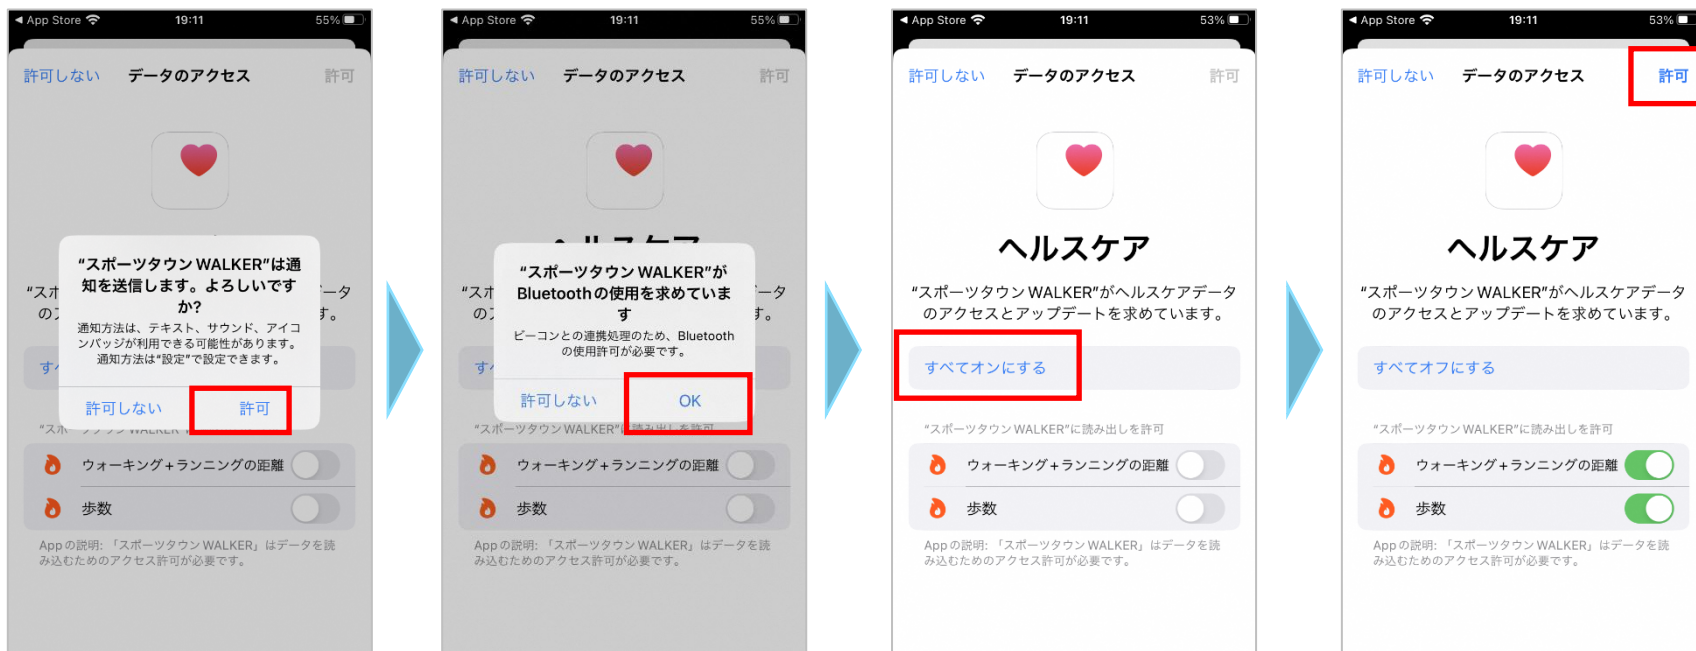 App Store
19:11
55%
許可しない
データのアクセス
許可
“スポーツタウン WALKER”は通
知を送信します。よろしいです
か?
通知方法は、テキスト、サウンド、アイコ
ンバッジが利用できる可能性があります。
通知方法は“設定”で設定できます。
許可しない
許可
ウォーキング+ランニングの距離
歩数
Appの説明: 「スポーツタウン WALKER」はデータを読
み込むためのアクセス許可が必要です。
App Store
19:11
55%
許可しない
データのアクセス
許可
“スポーツタウン WALKER”が
Bluetoothの使用を求めていま
す
ビーコンとの連携処理のため、Bluetooth
の使用許可が必要です。
許可しない
OK
“スポーツタウン WALKER”に読み出しを許可
ウォーキング+ランニングの距離
歩数
Appの説明: 「スポーツタウン WALKER」はデータを読
み込むためのアクセス許可が必要です。
App Store
19:11
53%
許可しない
データのアクセス
許可
ヘルスケア
“スポーツタウン WALKER”がヘルスケアデータ
のアクセスとアップデートを求めています。
すべてオンにする
“スポーツタウン WALKER”に読み出しを許可
ウォーキング+ランニングの距離
歩数
Appの説明: 「スポーツタウン WALKER」はデータを読
み込むためのアクセス許可が必要です。
App Store
19:11
53%
許可しない
データのアクセス
許可
ヘルスケア
“スポーツタウン WALKER”がヘルスケアデータ
のアクセスとアップデートを求めています。
すべてオフにする
“スポーツタウン WALKER”に読み出しを許可
ウォーキング+ランニングの距離
歩数
Appの説明: 「スポーツタウン WALKER」はデータを読
み込むためのアクセス許可が必要です。